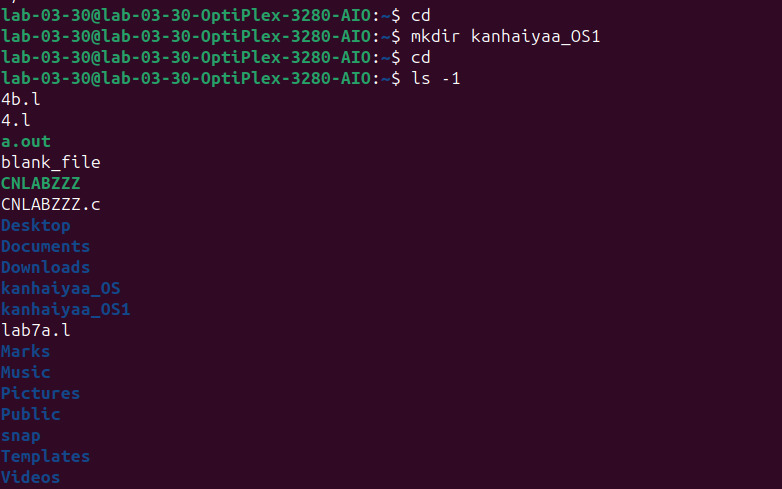 lab-03-30@lab-03-30-OptiPlex-3280-AIO:~$ cd
lab-03-30@lab-03-30-OptiPlex-3280-AIO:~$ mkdir kanhaiyaa_OS1
lab-03-30@lab-03-30-OptiPlex-3280-AIO:~$ cd
lab-03-30@lab-03-30-OptiPlex-3280-AIO:~$ ls -1
4b.l
4.l
a.out
blank_file
CNLABZZZ
CNLABZZZ.c
Desktop
Documents
Downloads
kanhaiyaa_OS
kanhaiyaa_OS1
lab7a.l
Marks
Music
Pictures
Public
snap
Templates
Videos